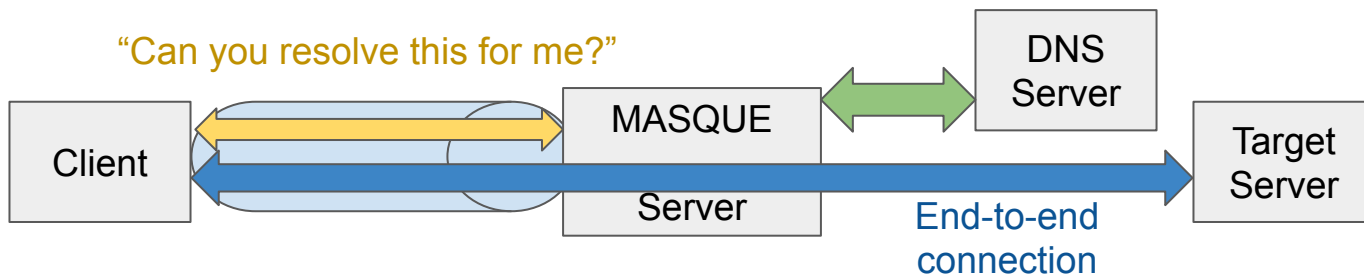 “Can you resolve this for me?”
Client
MASQUE
Server
DNS
Server
Target
Server
End-to-end
connection